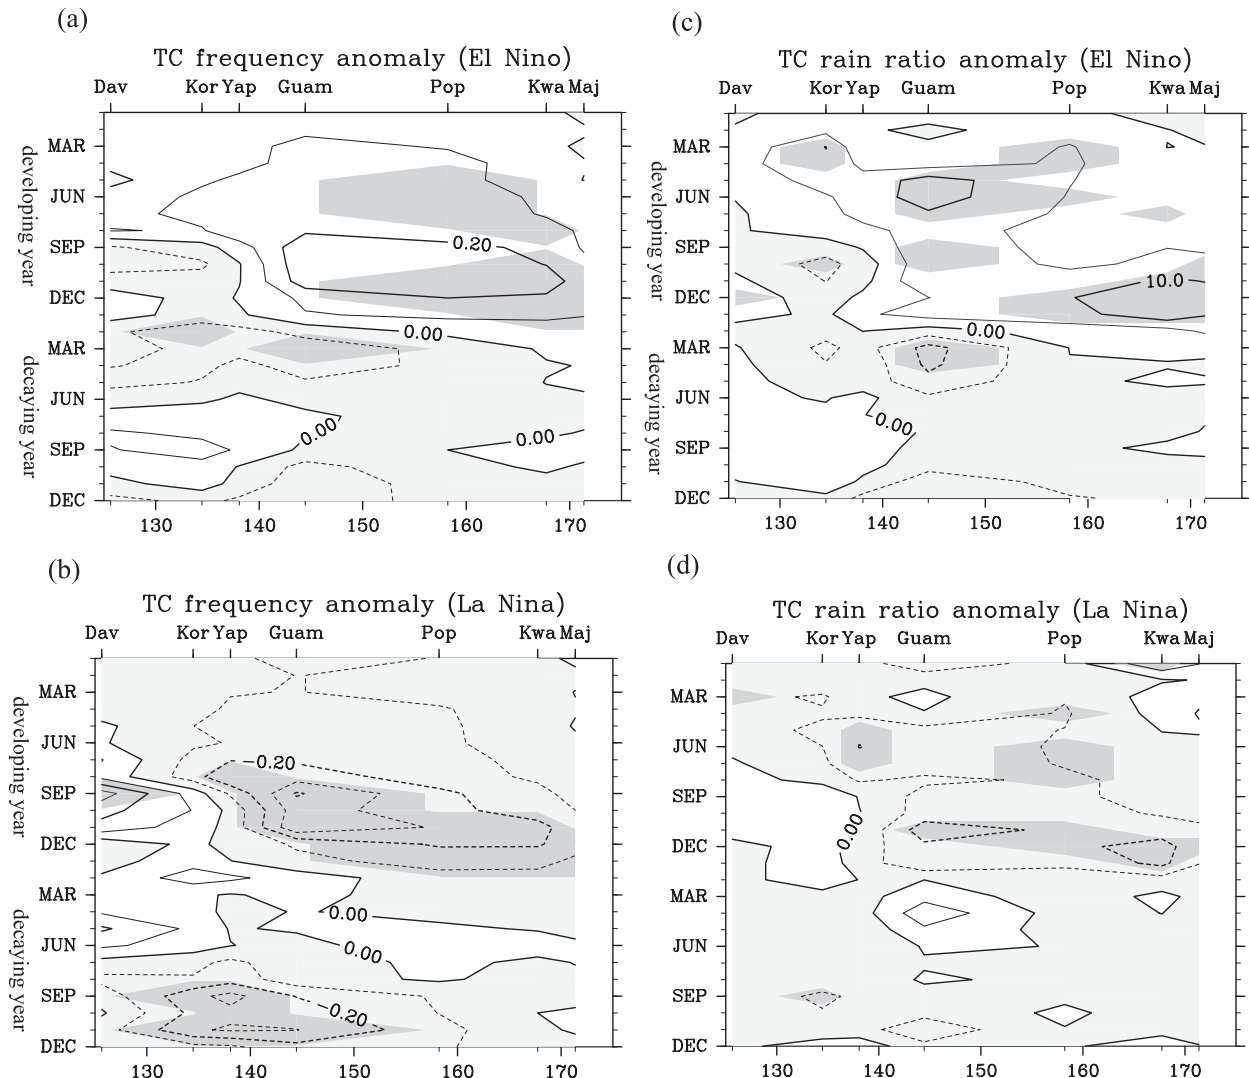 (a)
TC frequency anomaly (El Nino)
Dav Kor Yap Guam Pop Kwa Maj
developing year
decaying year
MAR
JUN
SEP
DEC
MAR
JUN
SEP
DEC
0.20
0.00
0.00
0.00
130 140 150 160 170
(c)
TC rain ratio anomaly (El Nino)
Dav Kor Yap Guam Pop Kwa Maj
developing year
decaying year
MAR
JUN
SEP
DEC
MAR
JUN
SEP
DEC
10.0
0.00
0.00
130 140 150 160 170
(b)
TC frequency anomaly (La Nina)
Dav Kor Yap Guam Pop Kwa Maj
developing year
decaying year
MAR
JUN
SEP
DEC
MAR
JUN
SEP
DEC
-0.20
-0.00
0.00
0.20
130 140 150 160 170
(d)
TC rain ratio anomaly (La Nina)
Dav Kor Yap Guam Pop Kwa Maj
MAR
JUN
SEP
DEC
MAR
JUN
SEP
DEC
0.00
130 140 150 160 170